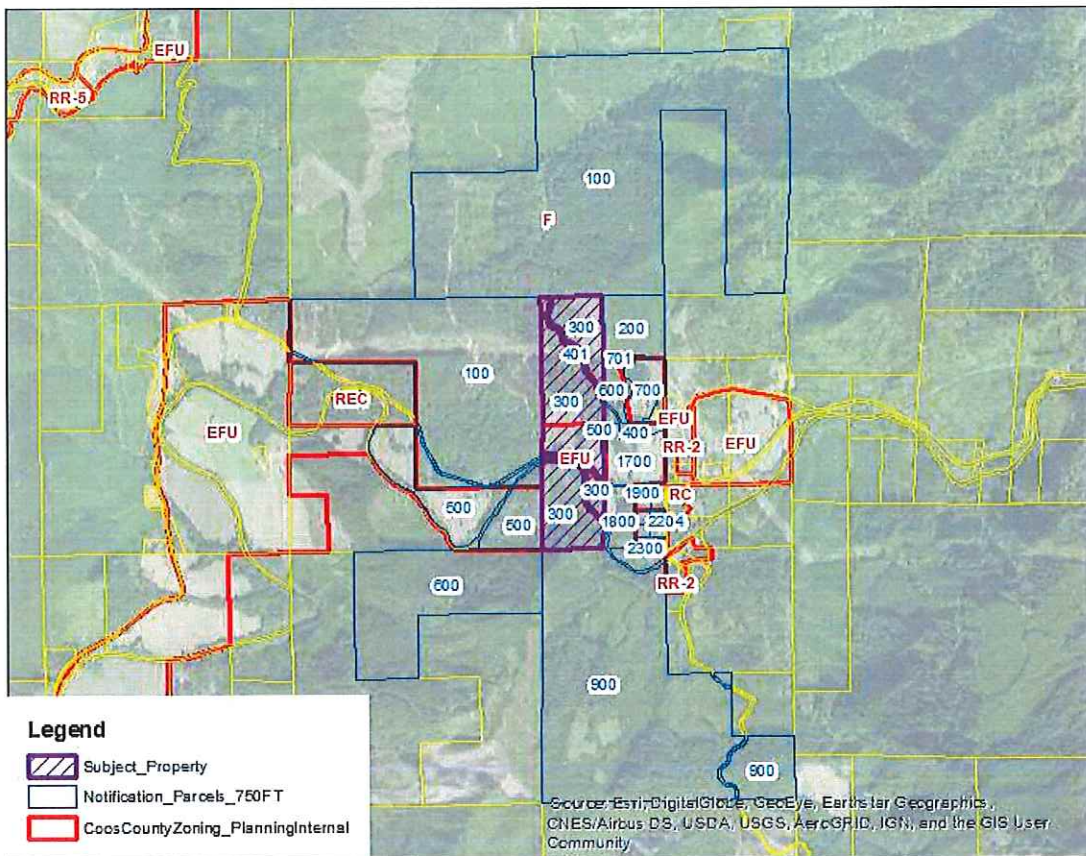 EFU
RR-5
100
F
300
200
401
701
100
600
700
REC
300
EFU
500
400
RR-2
EFU
EFU
EFU
1700
300
1900
RC
500
500
300
1800
2204
2300
600
RR-2
900
900
Legend
Subject_Property
Notification_Parcels_750FT
CoosCountyZoning_PlanningInternal
Source: Esri, DigitalGlobe, GeoEye, Earthstar Geographics,
CNES/Airbus DS, USDA, USGS, AeroGRID, IGN, and the GIS User
Community